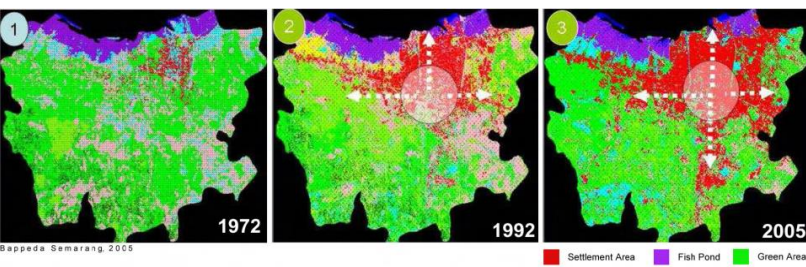 1
2
3
1972
1992
2005
Bappeda Semarang, 2005
Settlement Area
Fish Pond
Green Area